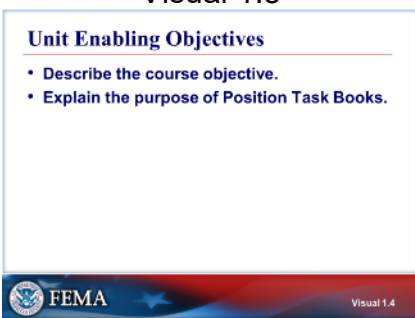 Unit Enabling Objectives
• Describe the course objective.
• Explain the purpose of Position Task Books.
FEMA
Visual 1.4